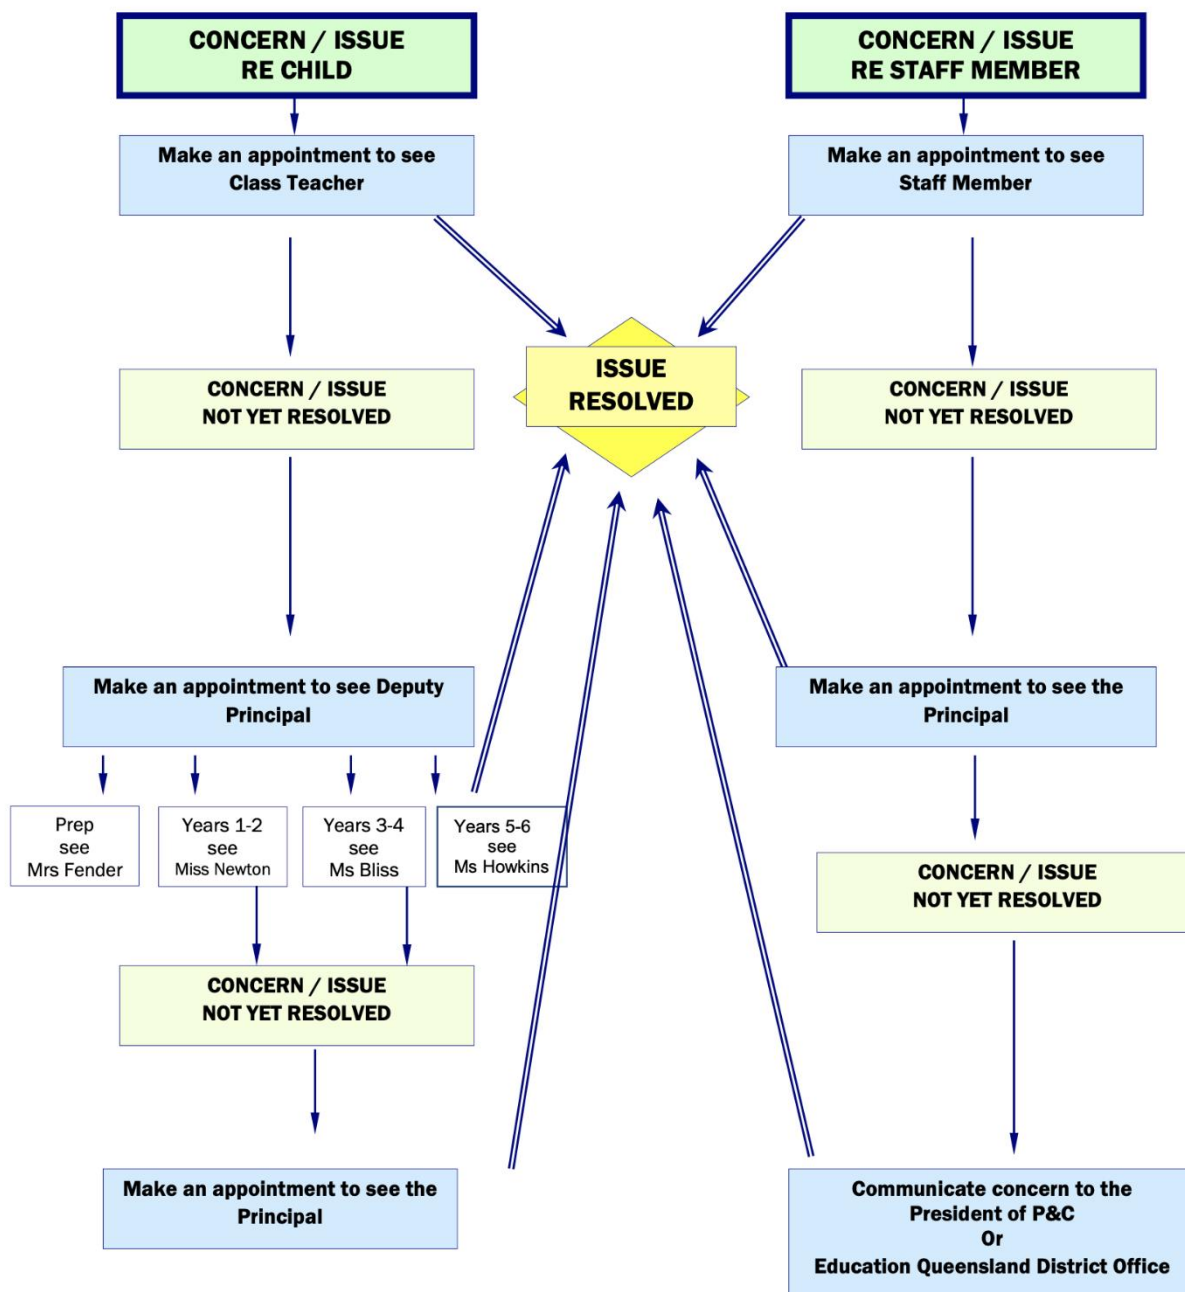 CONCERN / ISSUE
RE CHILD
CONCERN / ISSUE
RE STAFF MEMBER
Make an appointment to see
Class Teacher
Make an appointment to see
Staff Member
ISSUE
RESOLVED
CONCERN / ISSUE
NOT YET RESOLVED
CONCERN / ISSUE
NOT YET RESOLVED
Make an appointment to see Deputy
Principal
Make an appointment to see the
Principal
Prep
see
Mrs Fender
Years 1-2
see
Miss Newton
Years 3-4
see
Ms Bliss
Years 5-6
see
Ms Howkins
CONCERN / ISSUE
NOT YET RESOLVED
CONCERN / ISSUE
NOT YET RESOLVED
Make an appointment to see the
Principal
Communicate concern to the
President of P&C
Or
Education Queensland District Office